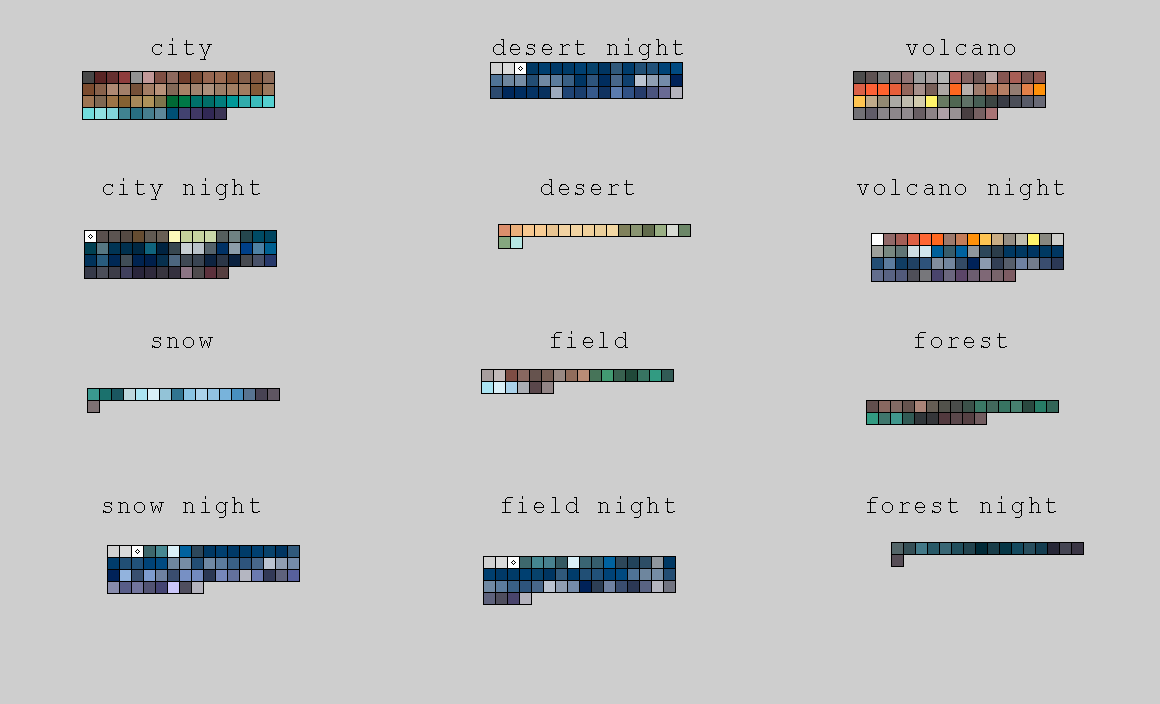 city
desert night
volcano
city night
desert
volcano night
snow
field
forest
snow night
field night
forest night